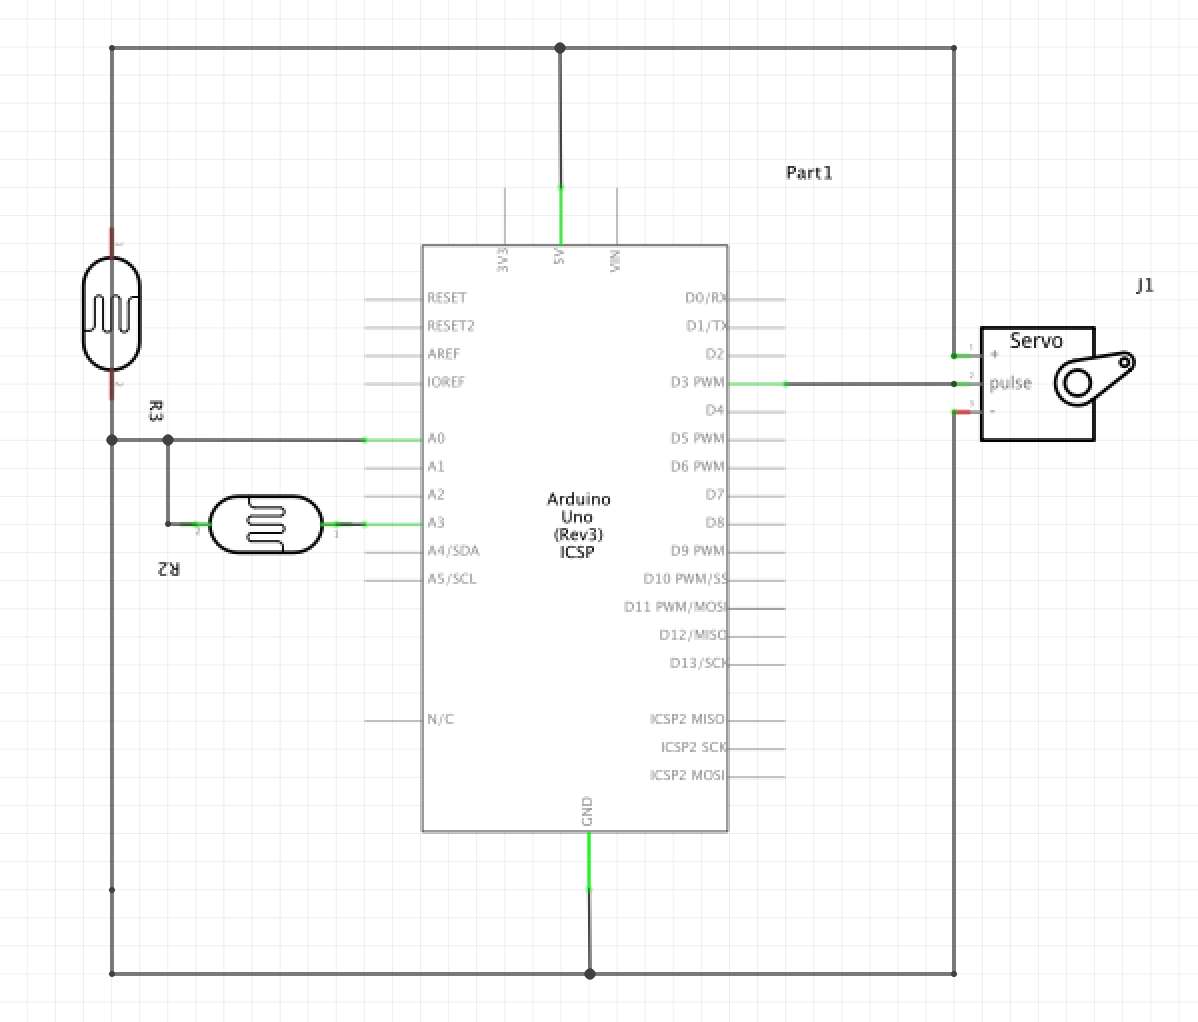 Part1
J1
3V3
5V
VIN
RESET
RESET2
AREF
IOREF
A0
A1
A2
A3
A4/SDA
A5/SCL
N/C
D0/RX
D1/TX
D2
D3 PWM
D4
D5 PWM
D6 PWM
D7
D8
D9 PWM
D10 PWM/SS
D11 PWM/MOSI
D12/MISO
D13/SCK
ICSP2 MISO
ICSP2 SCK
ICSP2 MOSI
GND
Arduino
Uno
(Rev3)
ICSP
Servo
1
+
2
pulse
3
-
R3
2
1
R2